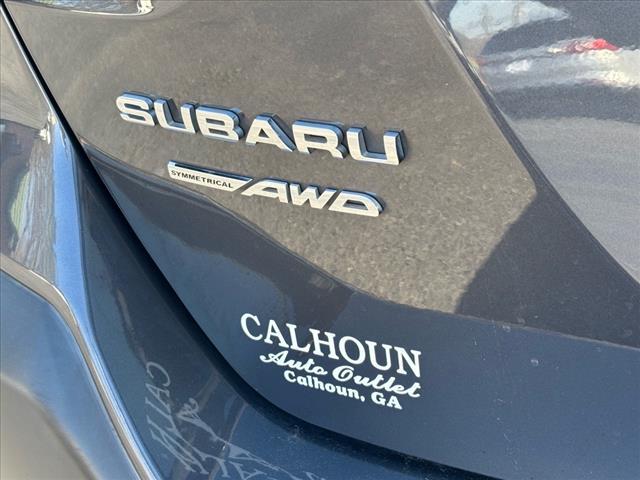 SUBARU
SYMMETRICAL AWD
CALHOUN
Auto Outlet
Calhoun, GA